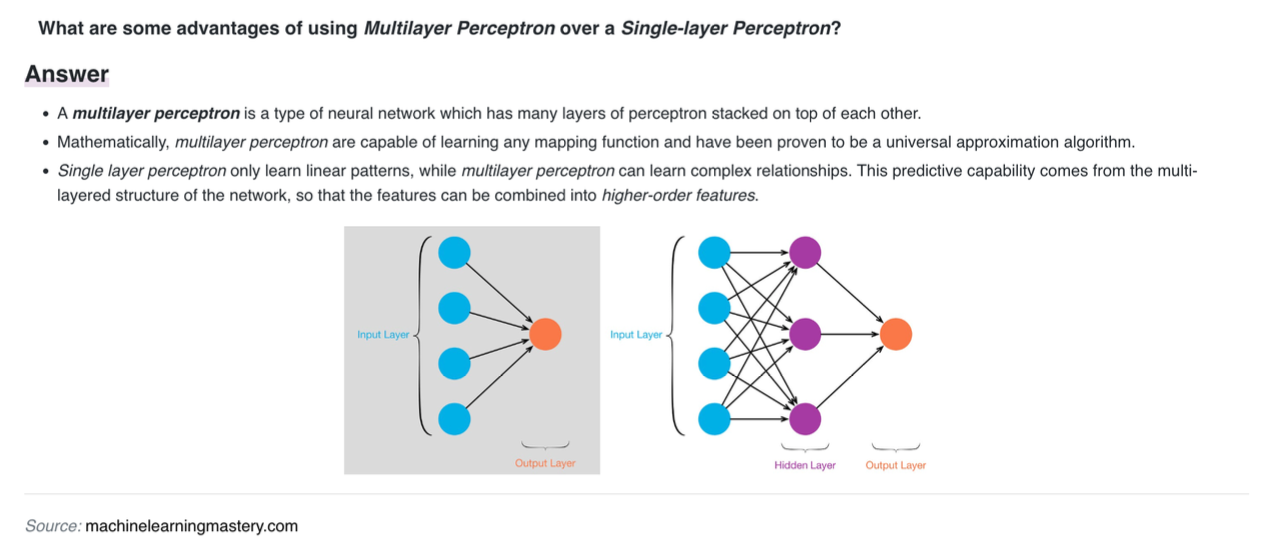 What are some advantages of using Multilayer Perceptron over a Single-layer Perceptron?
Answer
• A multilayer perceptron is a type of neural network which has many layers of perceptron stacked on top of each other.
• Mathematically, multilayer perceptron are capable of learning any mapping function and have been proven to be a universal approximation algorithm.
• Single layer perceptron only learn linear patterns, while multilayer perceptron can learn complex relationships. This predictive capability comes from the multi-
layered structure of the network, so that the features can be combined into higher-order features.
Input Layer
Output Layer
Input Layer
Hidden Layer
Output Layer
Source: machinelearningmastery.com